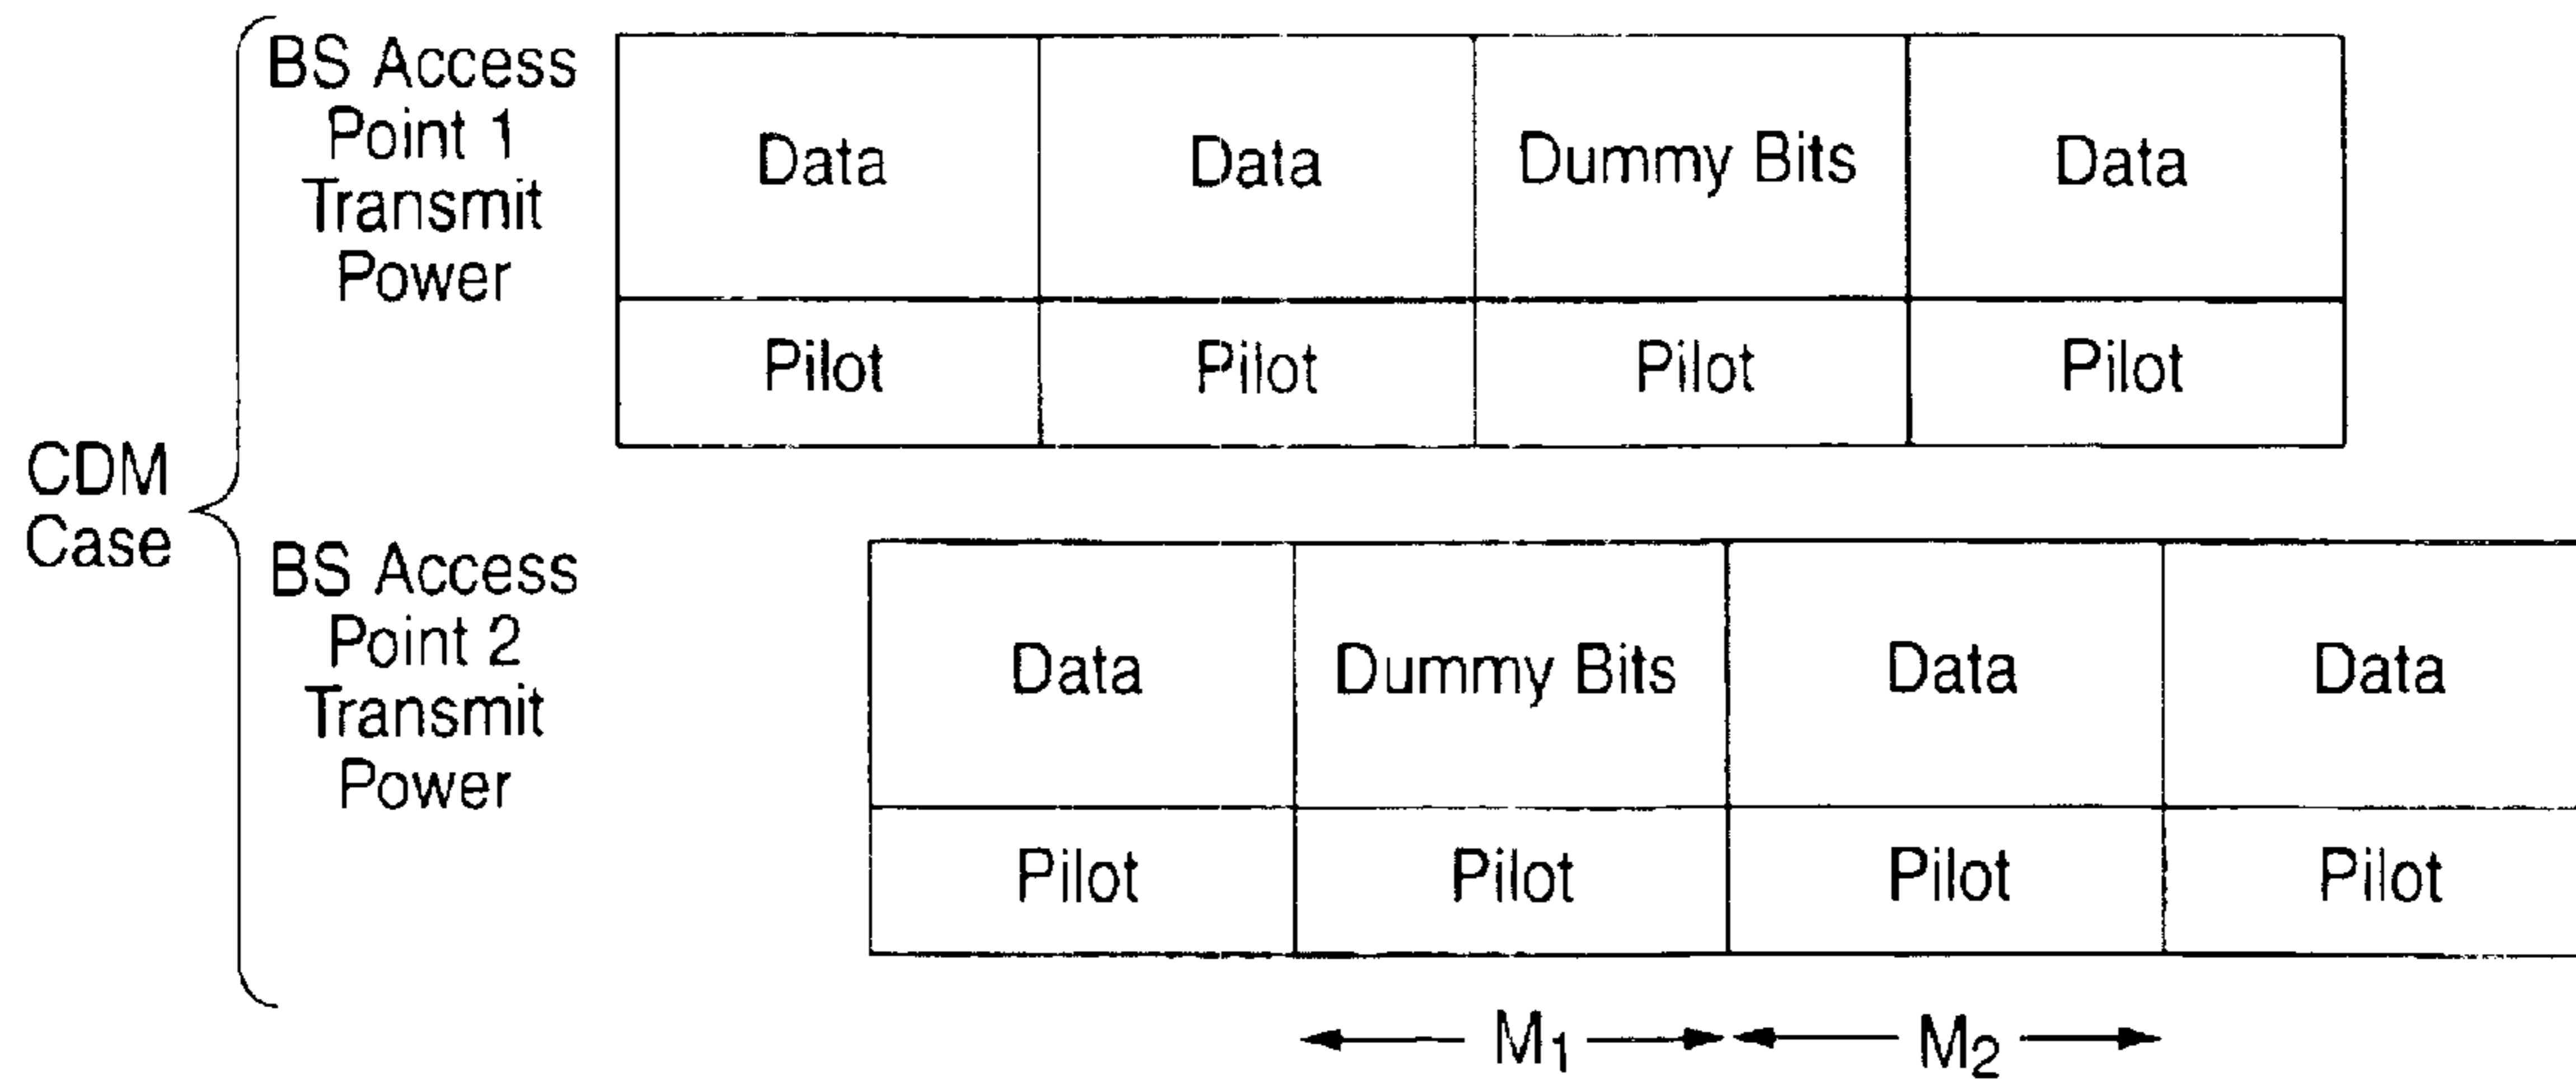 CDM
Case
BS Access
Point 1
Transmit
Power
Data
Data
Dummy Bits
Data
Pilot
Pilot
Pilot
Pilot
BS Access
Point 2
Transmit
Power
Data
Dummy Bits
Data
Data
Pilot
Pilot
Pilot
Pilot
M1
M2